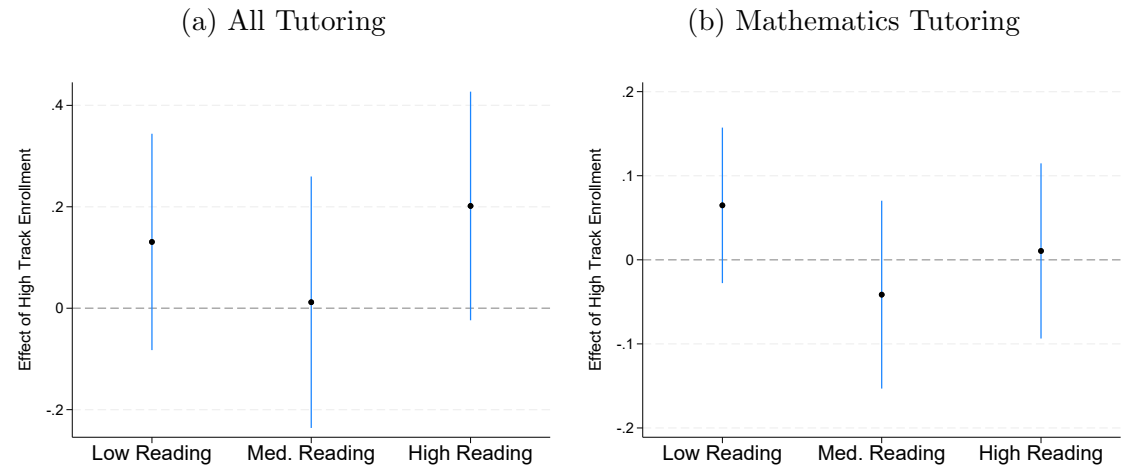 (a) All Tutoring
Effect of High Track Enrollment
.4
.2
0
-.2
Low Reading
Med. Reading
High Reading
(b) Mathematics Tutoring
Effect of High Track Enrollment
.2
.1
0
-.1
-.2
Low Reading
Med. Reading
High Reading